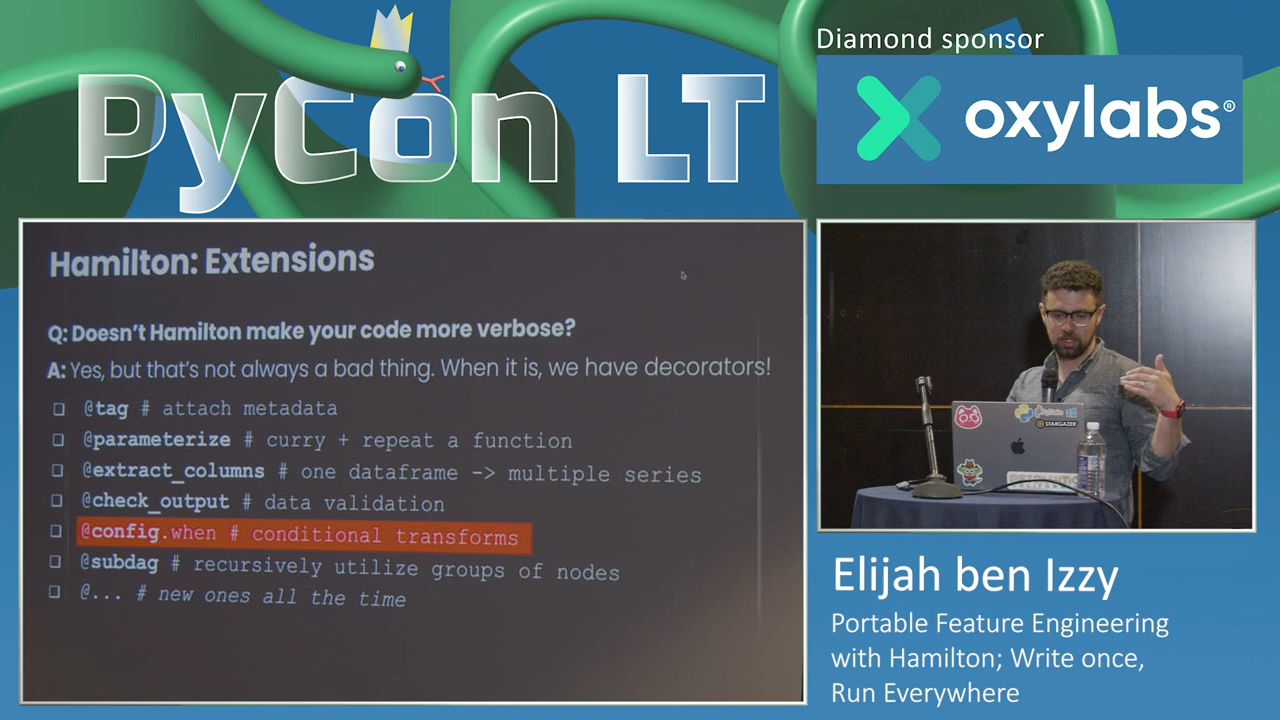 PyCon LT
Diamond sponsor
oxylabs®
Hamilton: Extensions
Q: Doesn't Hamilton make your code more verbose?
A: Yes, but that's not always a bad thing. When it is, we have decorators!
@tag # attach metadata
@parameterize # curry + repeat a function
@extract_columns # one dataframe -> multiple series
@check_output # data validation
@config.when # conditional transforms
@subdag # recursively utilize groups of nodes
@... # new ones all the time
STARGAZER
Elijah ben Izzy
Portable Feature Engineering
with Hamilton; Write once,
Run Everywhere